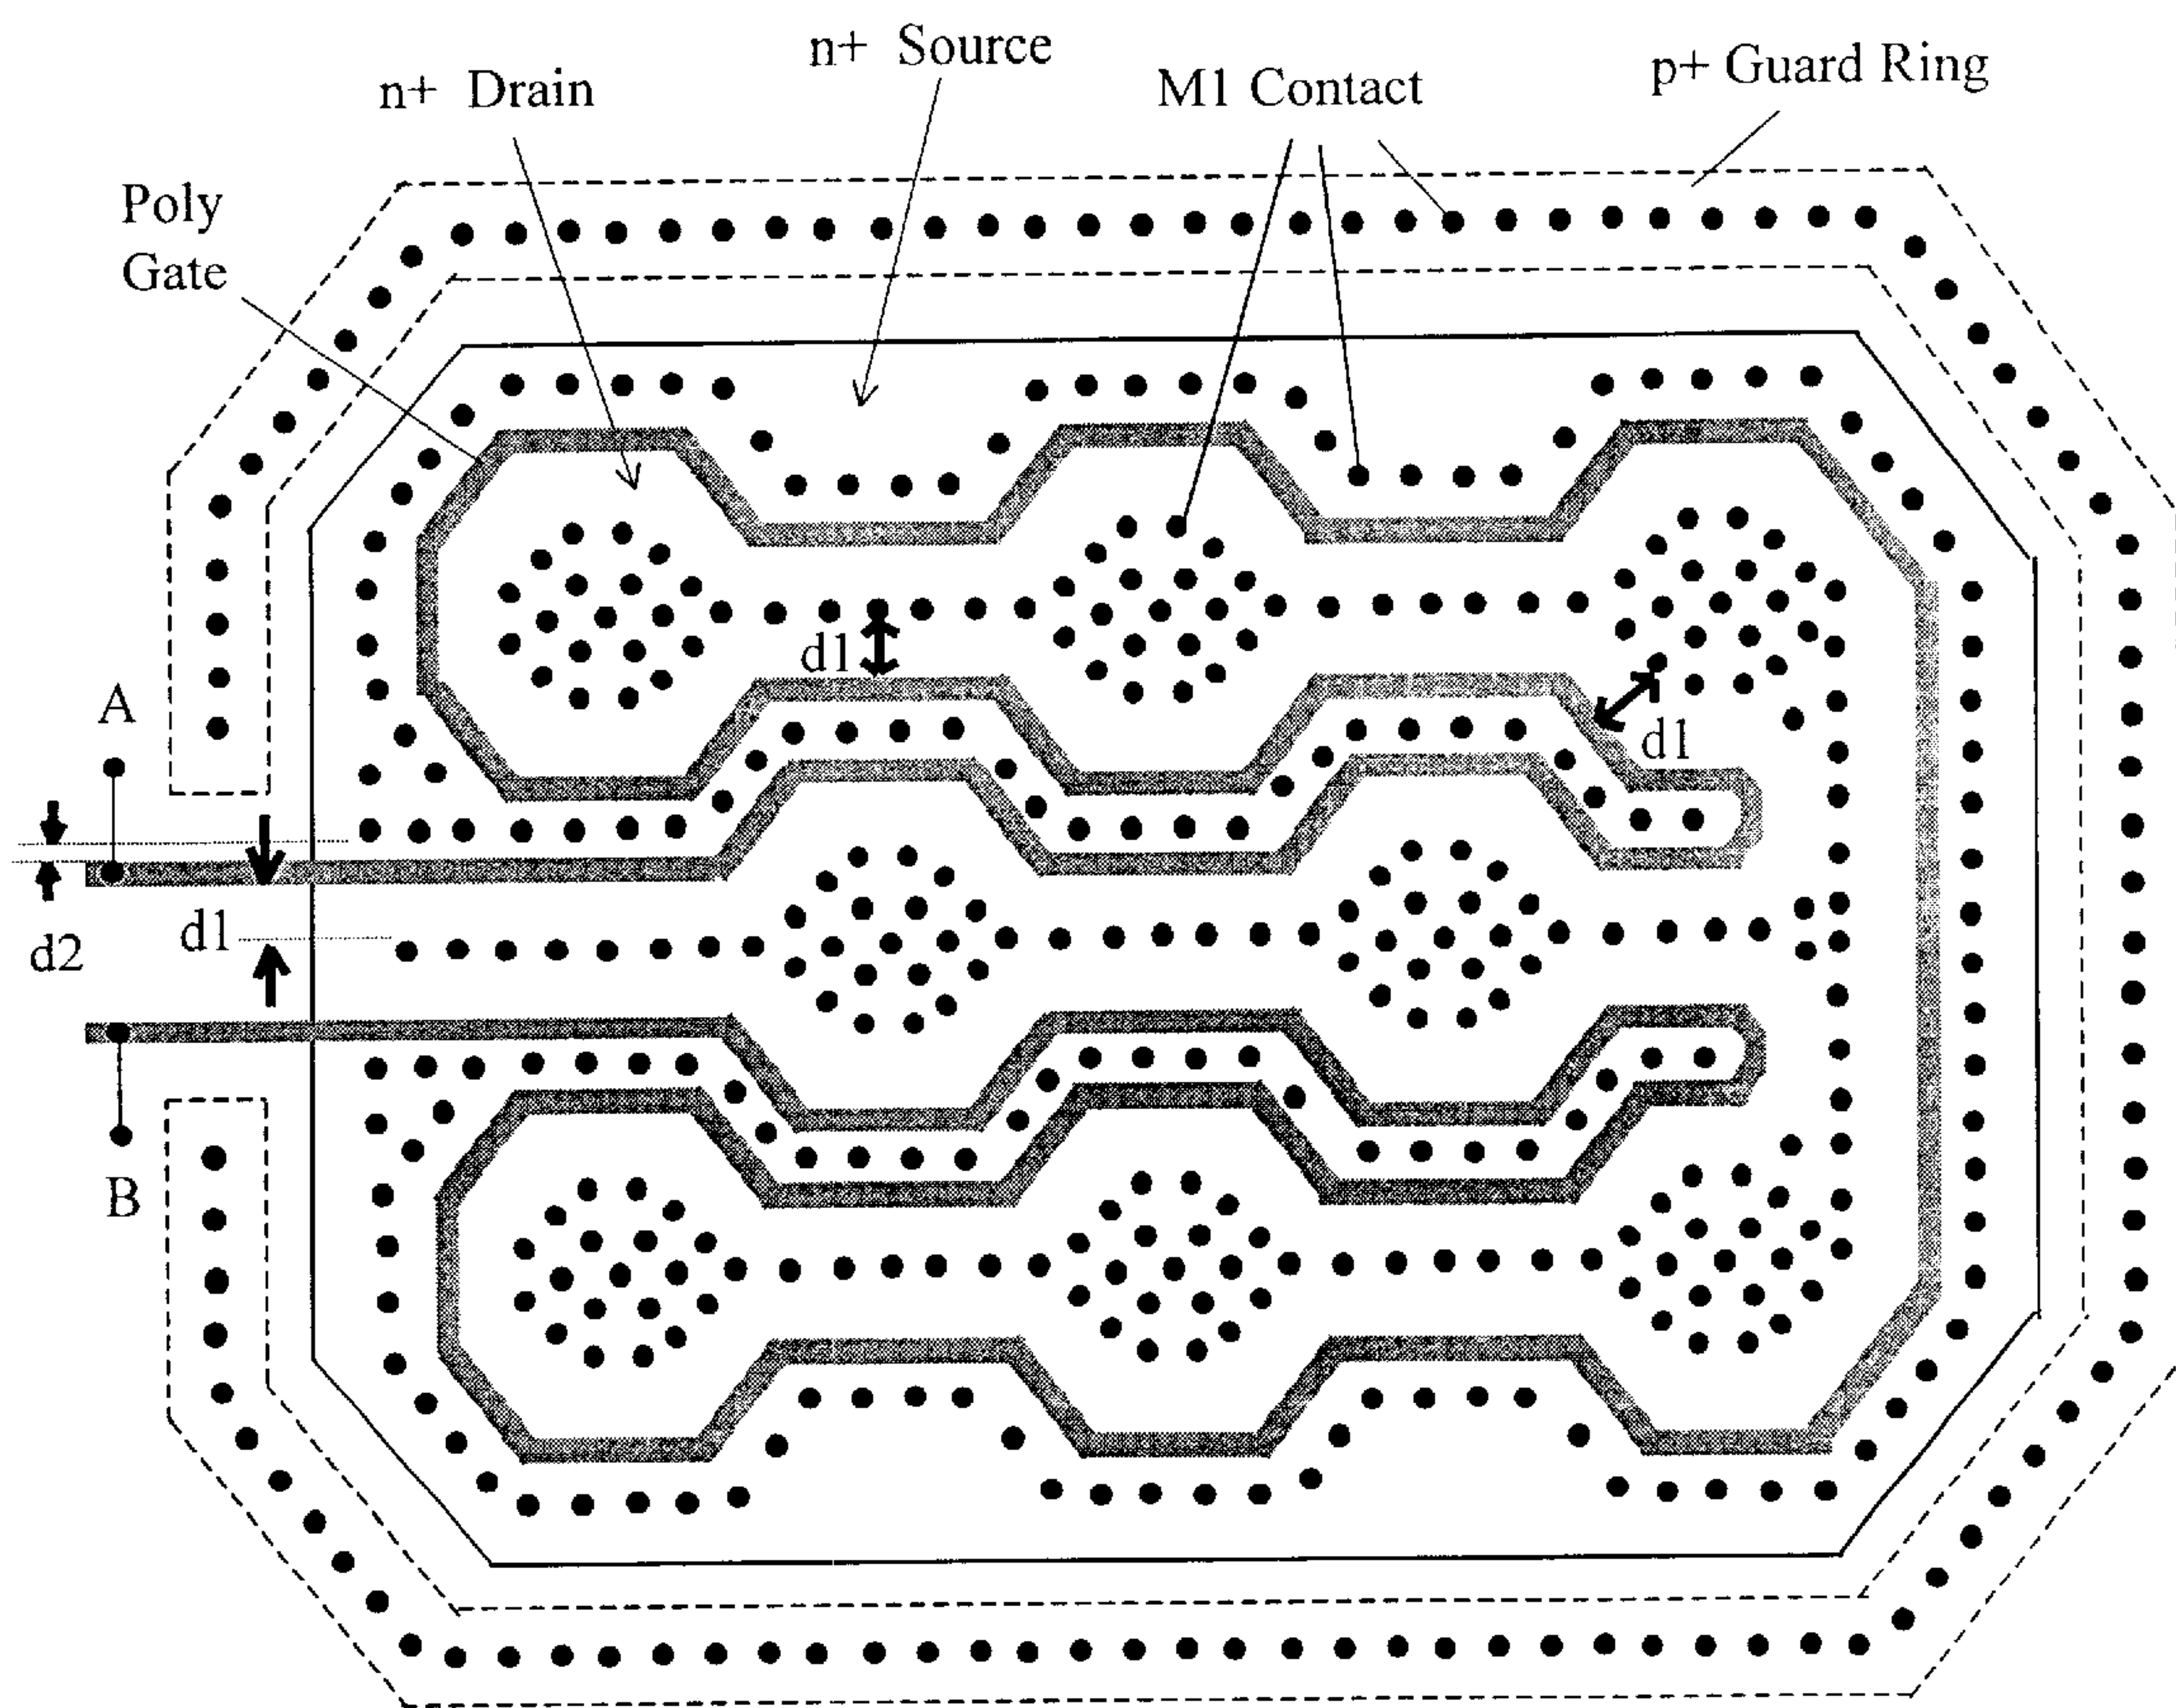 n+ Source
n+ Drain
M1 Contact
p+ Guard Ring
Poly
Gate
d1
A
d1
d1
d2
B